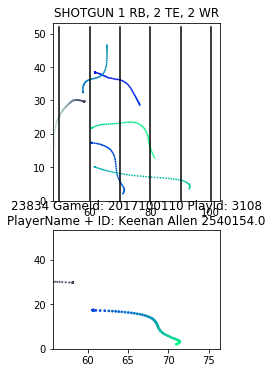 SHOTGUN 1 RB, 2 TE, 2 WR
50
40
30
20
10
0
60 80 100
23834 GameId: 2017100110 PlayId: 3108
PlayerName + ID: Keenan Allen 2540154.0
40
20
0
60 65 70 75